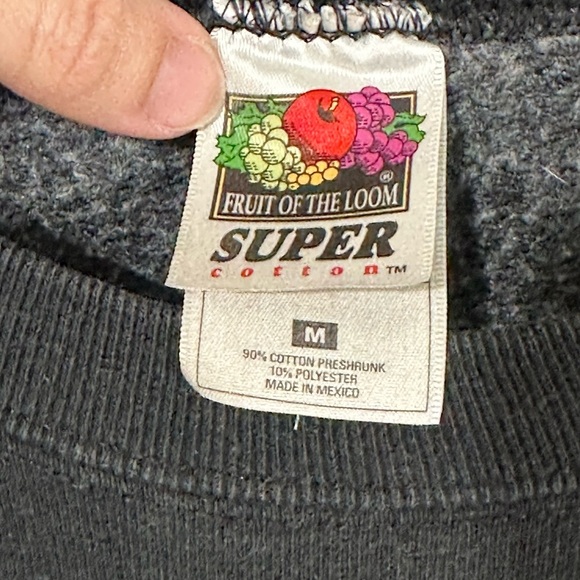 FRUIT OF THE LOOM ®
SUPER
cotton™
M
90% COTTON PRESHRUNK
10% POLYESTER
MADE IN MEXICO